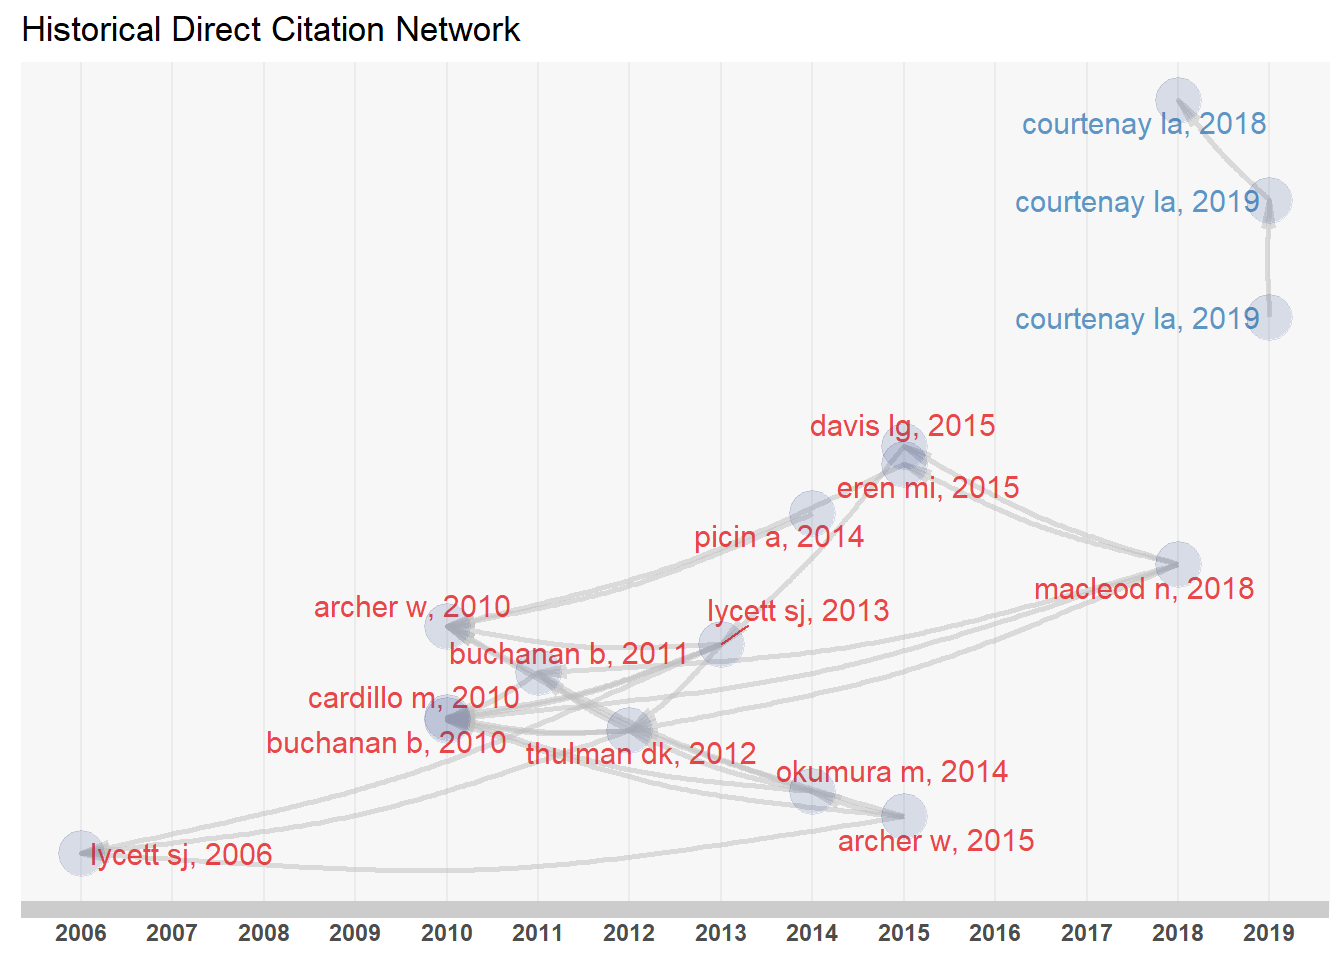 Historical Direct Citation Network
courtenay la, 2018
courtenay la, 2019
courtenay la, 2019
davis lg, 2015
eren mi, 2015
picin a, 2014
macleod n, 2018
archer w, 2010
lycett sj, 2013
buchanan b, 2011
cardillo m, 2010
buchanan b, 2010
thulman dk, 2012
okumura m, 2014
archer w, 2015
lycett sj, 2006
2006 2007 2008 2009 2010 2011 2012 2013 2014 2015 2016 2017 2018 2019